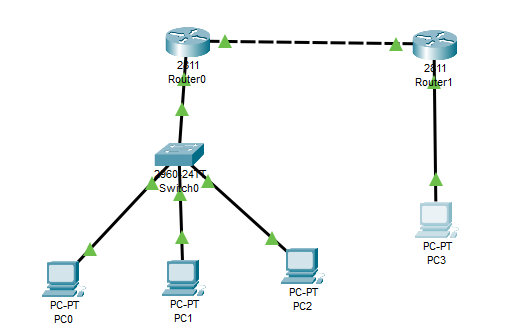 2811
Router0
2811
Router1
2960-24TT
Switch0
PC-PT
PC3
PC-PT
PC0
PC-PT
PC1
PC-PT
PC2